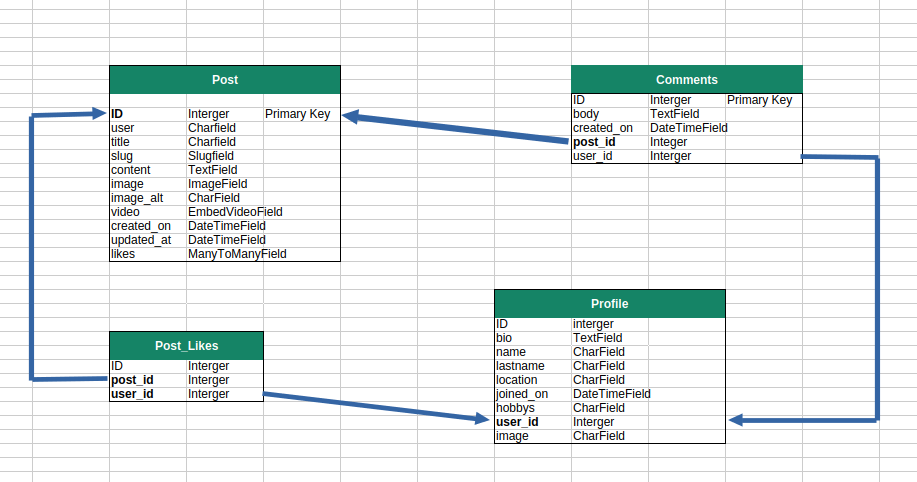 Post
ID Interger Primary Key
user Charfield
title Charfield
slug Slugfield
content TextField
image ImageField
image_alt CharField
video EmbedVideoField
created_on DateTimeField
updated_at DateTimeField
likes ManyToManyField
Comments
ID Interger Primary Key
body TextField
created_on DateTimeField
post_id Integer
user_id Interger
Post_Likes
ID Interger
post_id Interger
user_id Interger
Profile
ID interger
bio TextField
name CharField
lastname CharField
location CharField
joined_on DateTimeField
hobbys CharField
user_id Interger
image CharField